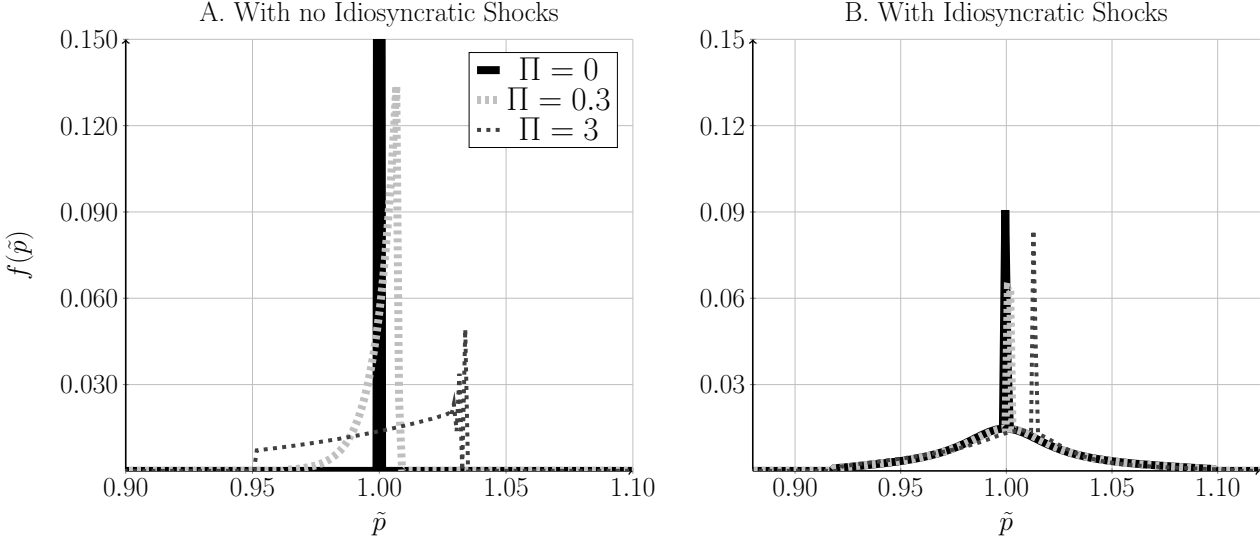 A. With no Idiosyncratic Shocks
0.150
0.120
0.090
0.060
0.030
f(p̃)
Π = 0
Π = 0.3
Π = 3
0.90 0.95 1.00 1.05 1.10
p̃
B. With Idiosyncratic Shocks
0.15
0.12
0.09
0.06
0.03
0.90 0.95 1.00 1.05 1.10
p̃